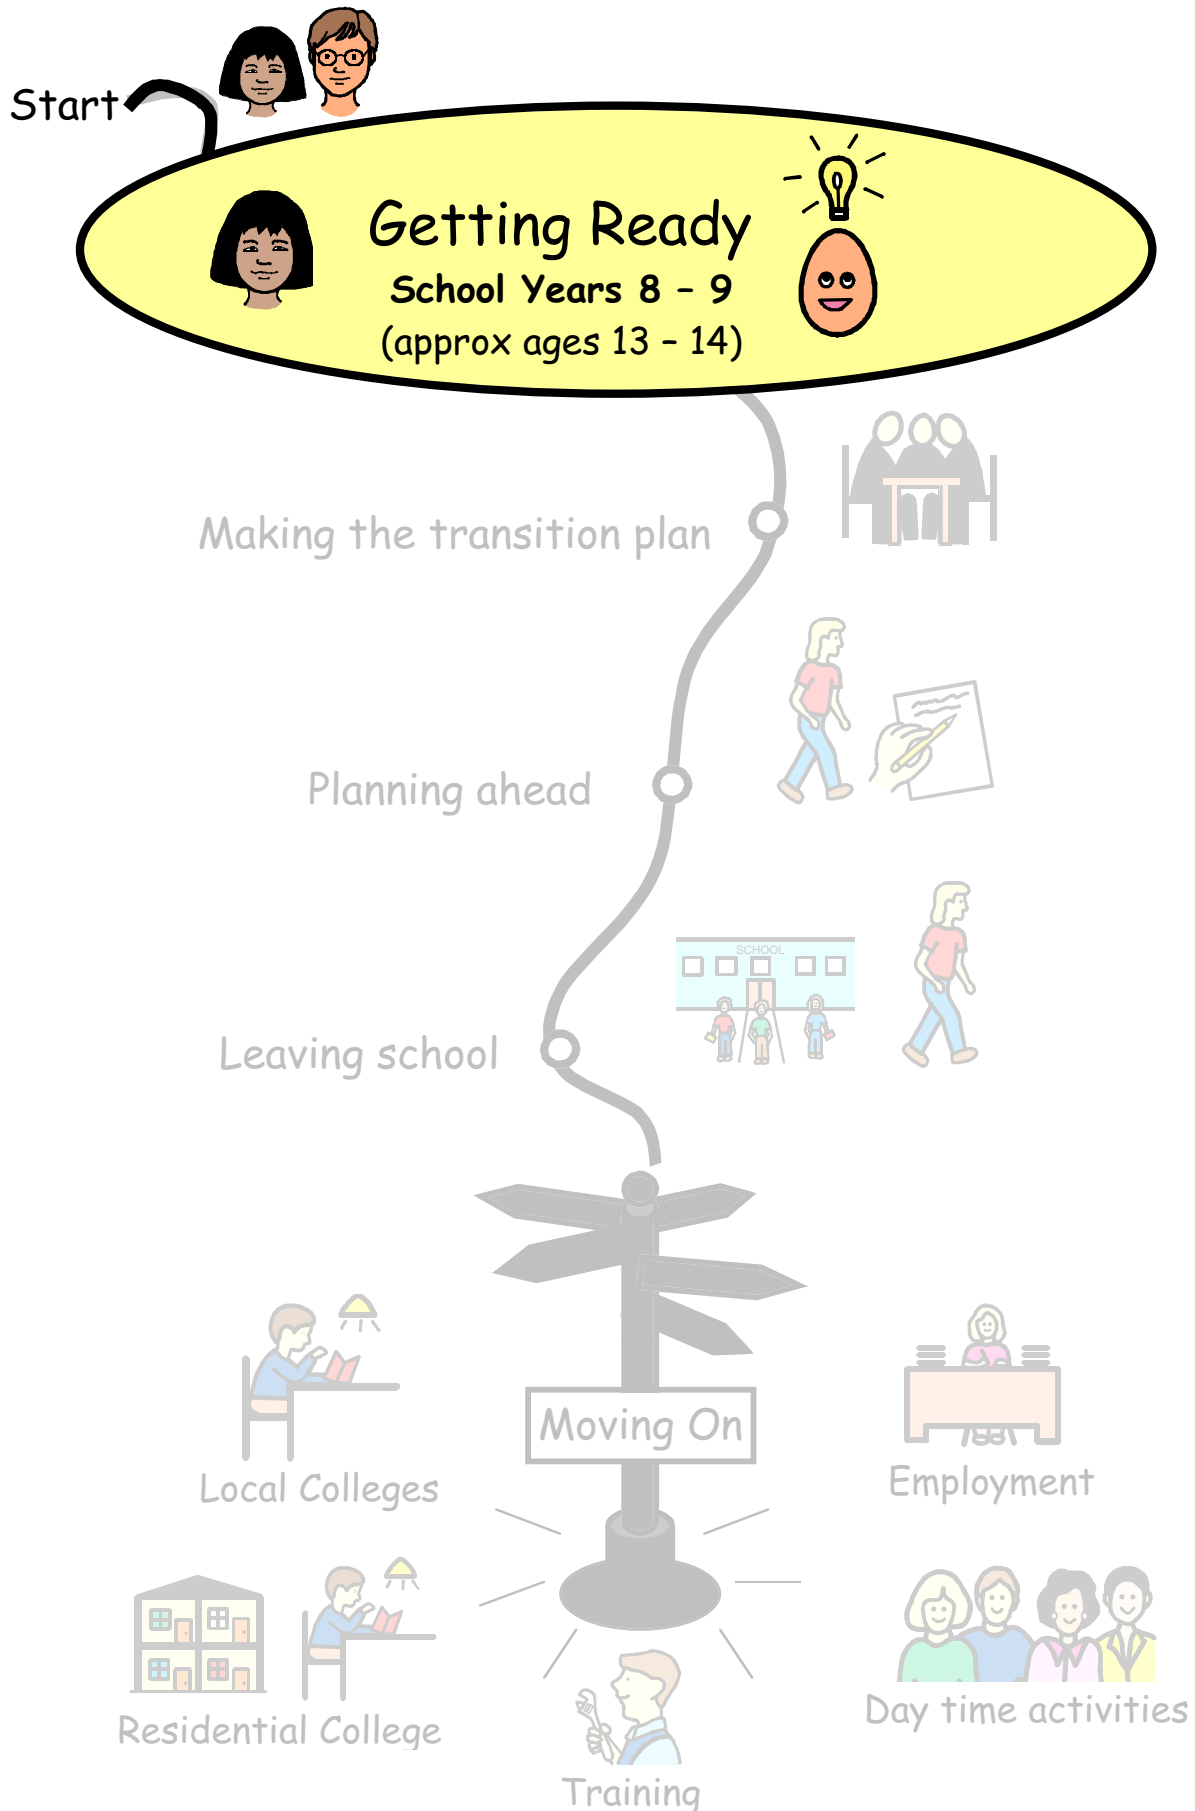 Start
Getting Ready
School Years 8 – 9
(approx ages 13 – 14)
Making the transition plan
Planning ahead
SCHOOL
Leaving school
Moving On
Local Colleges
Employment
Residential College
Day time activities
Training